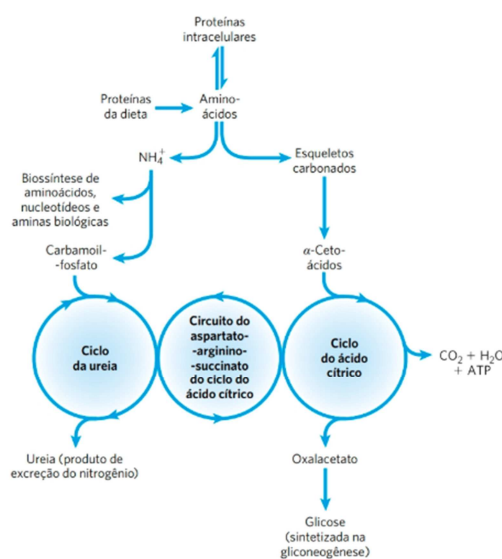 Proteínas
intracelulares
Proteínas
da dieta
Amino-
ácidos
NH₄⁺
Esqueletos
carbonados
Biossíntese de
aminoácidos,
nucleotídeos e
aminas biológicas
Carbamoil-
-fosfato
α-Ceto-
ácidos
Ciclo
da ureia
Circuito do
aspartato-
-arginino-
-succinato
do ciclo do
ácido cítrico
Ciclo
do ácido
cítrico
CO₂ + H₂O
+ ATP
Ureia (produto de
excreção do nitrogênio)
Oxalacetato
Glicose
(sintetizada na
gliconeogênese)